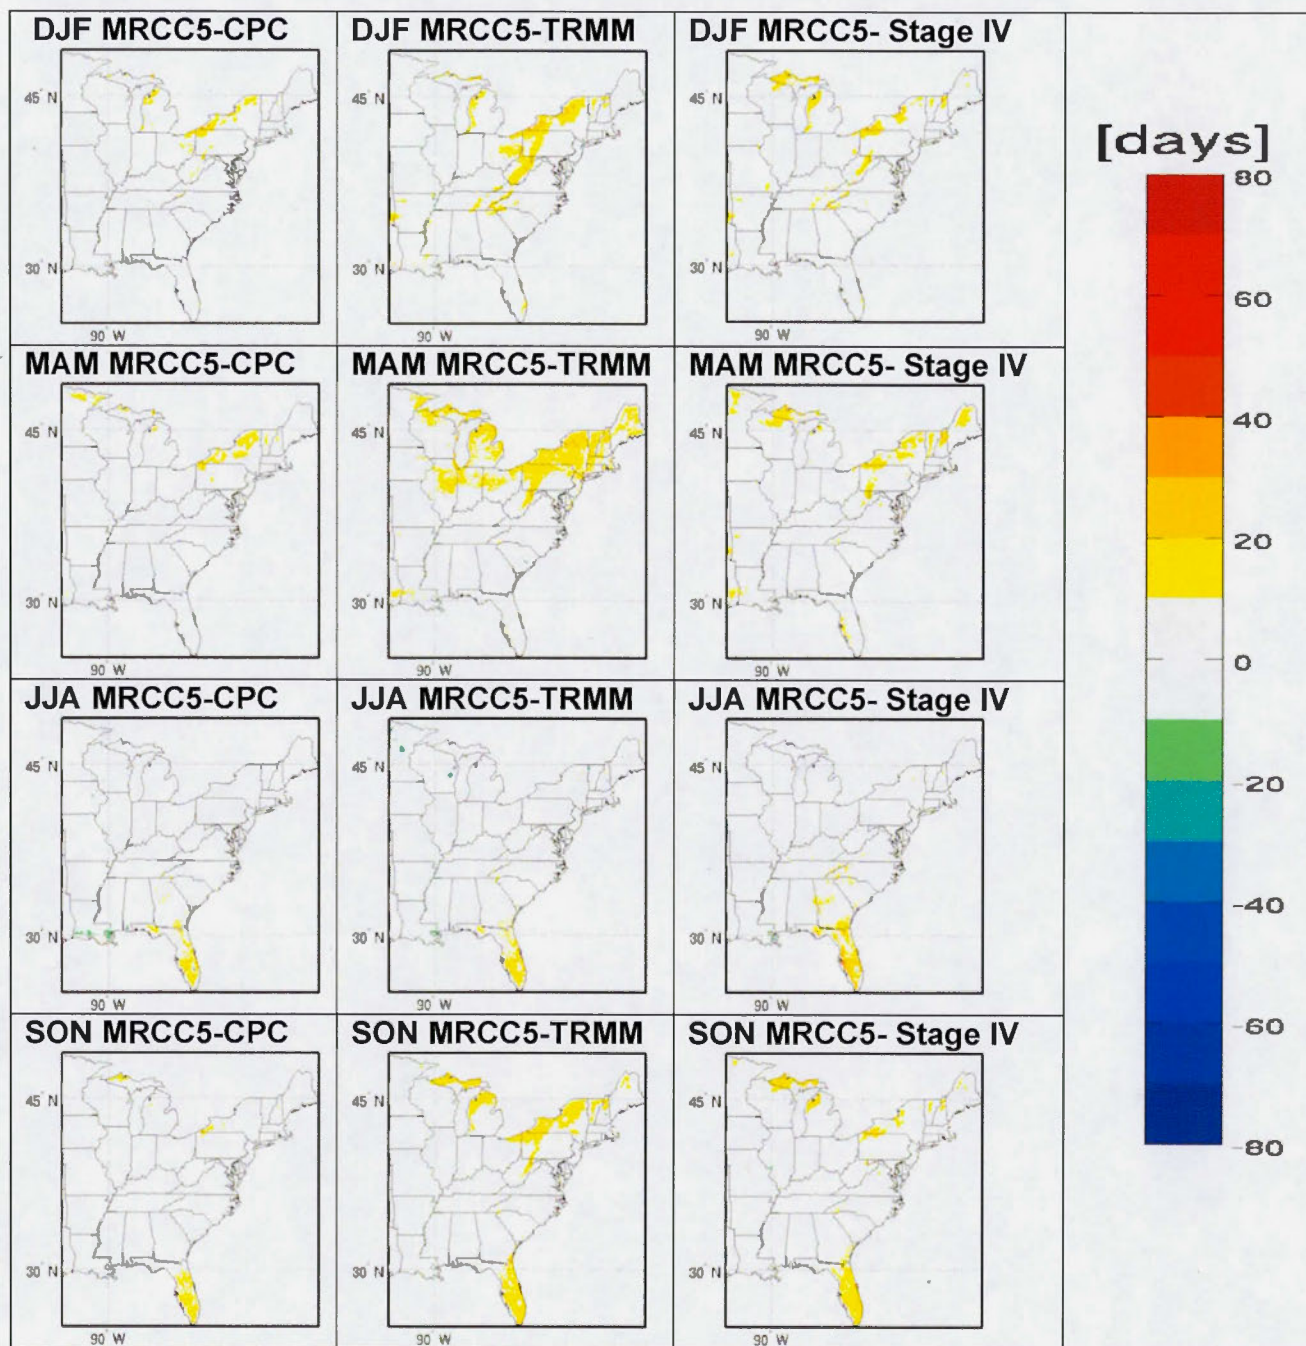 DJF MRCC5-CPC
DJF MRCC5-TRMM
DJF MRCC5- Stage IV
45° N
30° N
90° W
45° N
30° N
90° W
45° N
30° N
90° W
MAM MRCC5-CPC
MAM MRCC5-TRMM
MAM MRCC5- Stage IV
45° N
30° N
90° W
45° N
30° N
90° W
45° N
30° N
90° W
JJA MRCC5-CPC
JJA MRCC5-TRMM
JJA MRCC5- Stage IV
45° N
30° N
90° W
45° N
30° N
90° W
45° N
30° N
90° W
SON MRCC5-CPC
SON MRCC5-TRMM
SON MRCC5- Stage IV
45° N
30° N
90° W
45° N
30° N
90° W
45° N
30° N
90° W
[days]
80
60
40
20
0
-20
-40
-60
-80